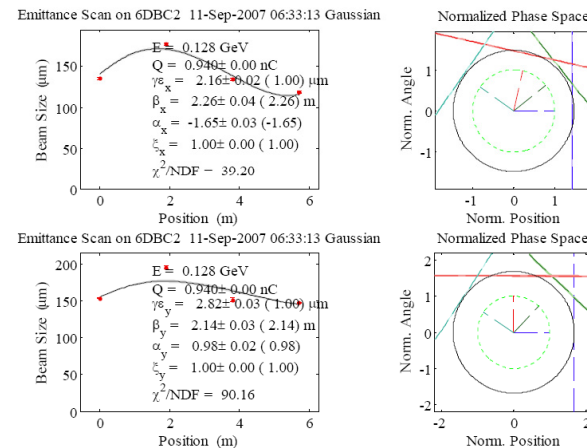 Emittance Scan on 6DBC2 11-Sep-2007 06:33:13 Gaussian
E = 0.128 GeV
Q = 0.940± 0.00 nC
γε_x = 2.16± 0.02 ( 1.00) μm
β_x = 2.26± 0.04 ( 2.26) m
α_x = -1.65± 0.03 (-1.65)
ξ_x = 1.00± 0.00 ( 1.00)
χ²/NDF = 39.20
Beam Size (μm)
150
100
50
0
0 2 4 6
Position (m)
Normalized Phase Space
Norm. Angle
1
0
-1
-1 0 1
Norm. Position
Emittance Scan on 6DBC2 11-Sep-2007 06:33:13 Gaussian
E = 0.128 GeV
Q = 0.940± 0.00 nC
γε_y = 2.82± 0.03 ( 1.00) μm
β_y = 2.14± 0.03 ( 2.14) m
α_y = 0.98± 0.02 ( 0.98)
ξ_y = 1.00± 0.00 ( 1.00)
χ²/NDF = 90.16
Beam Size (μm)
200
150
100
50
0
0 2 4 6
Position (m)
Normalized Phase Space
Norm. Angle
2
1
0
-1
-2
-2 -1 0 1 2
Norm. Position